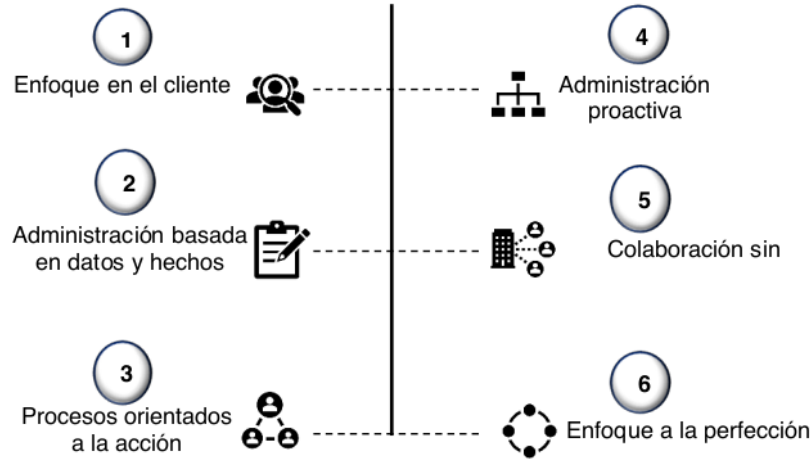 1
Enfoque en el cliente
2
Administración basada
en datos y hechos
3
Procesos orientados
a la acción
4
Administración
proactiva
5
Colaboración sin
6
Enfoque a la perfección